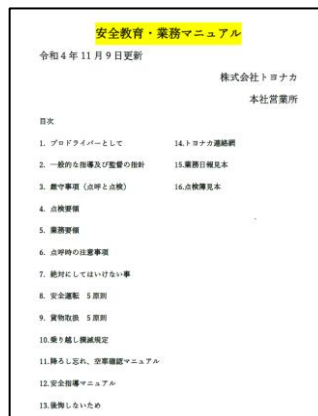 安全教育・業務マニュアル
令和4年11月9日更新
株式会社トヨナカ
本社営業所
目次
1. プロドライバーとして
2. 一般的な指導及び監督の指針
3. 厳守事項（点呼と点検）
4. 点検要領
5. 業務要領
6. 点呼時の注意事項
7. 絶対にしてはいけない事
8. 安全運転 5原則
9. 貨物取扱 5原則
10.乗り越し撲滅規定
11.降ろし忘れ、空車確認マニュアル
12.安全指導マニュアル
13.後悔しないため
14.トヨナカ連絡網
15.業務日報見本
16.点検簿見本